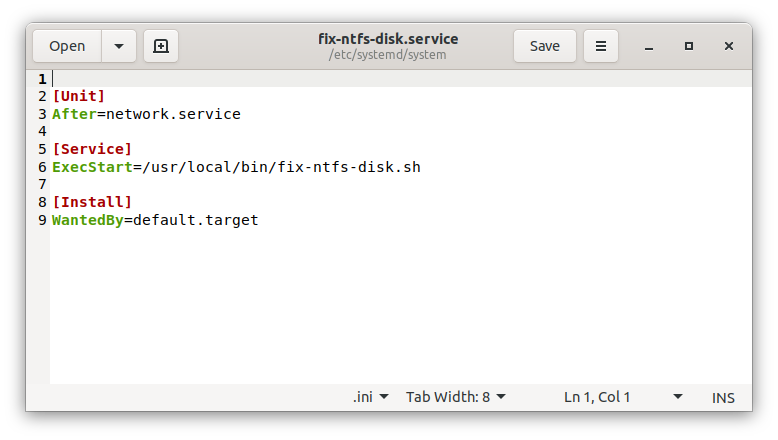 Open
fix-ntfs-disk.service
/etc/systemd/system
Save
1
2 [Unit]
3 After=network.service
4
5 [Service]
6 ExecStart=/usr/local/bin/fix-ntfs-disk.sh
7
8 [Install]
9 WantedBy=default.target
.ini Tab Width: 8 Ln 1, Col 1 INS